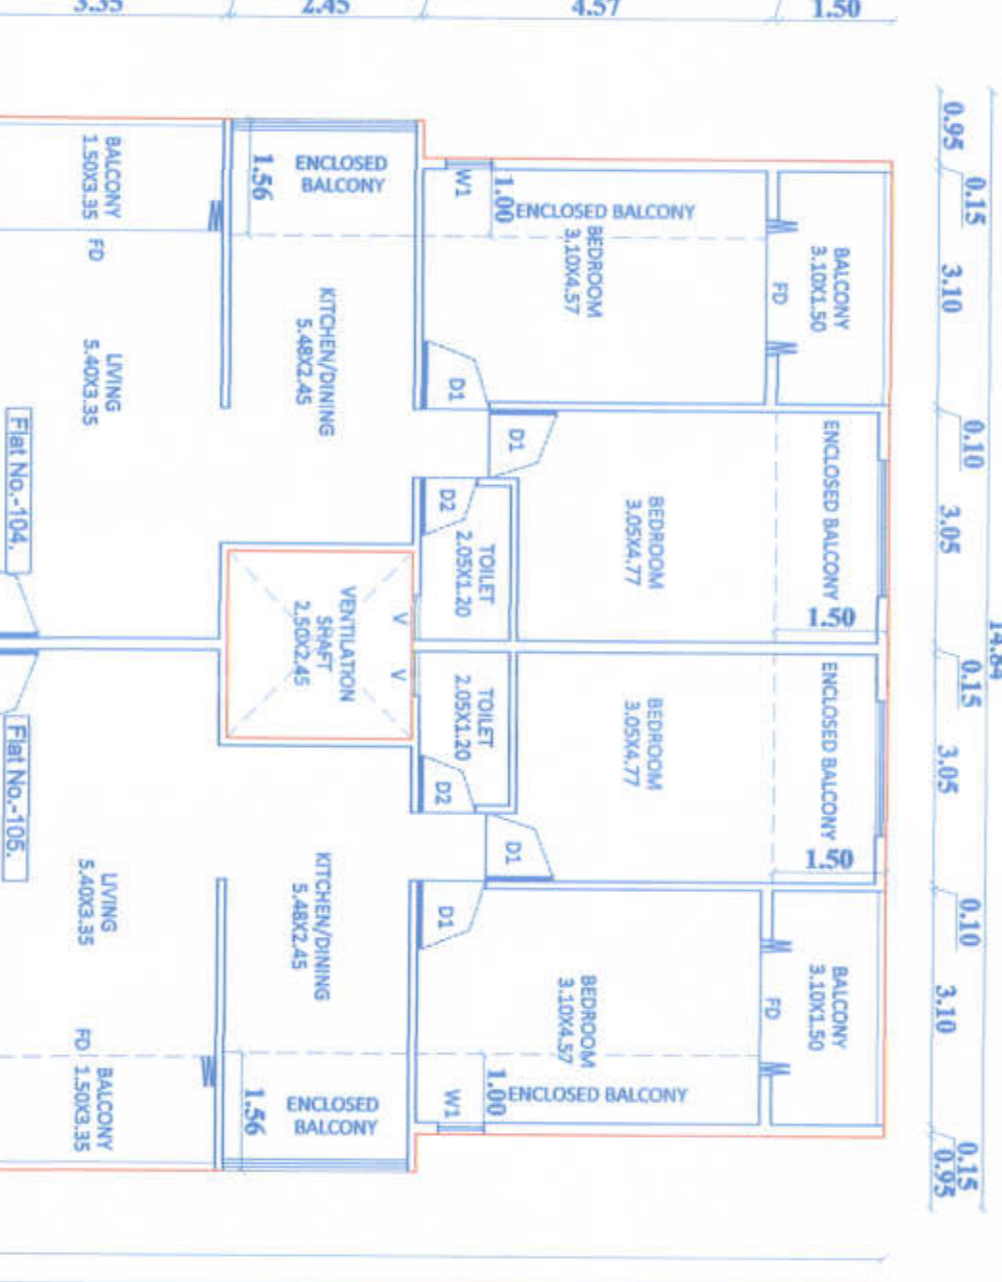 3.35
2.45
4.57
1.50
0.95
0.15
3.10
0.10
3.05
14.84
0.15
3.05
0.10
3.10
0.15
0.95
BALCONY
1.50X3.35
FD
1.56
ENCLOSED
BALCONY
W1
1.00
ENCLOSED BALCONY
BEDROOM
3.10X4.57
FD
BALCONY
3.10X1.50
LIVING
5.40X3.35
KITCHEN/DINING
5.48X2.45
D1
D1
Flat No.-104.
D2
TOILET
2.05X1.20
BEDROOM
3.05X4.77
ENCLOSED BALCONY
1.50
VENTILATION
SHAFT
2.50X2.45
V
V
Flat No.-105.
TOILET
2.05X1.20
D2
BEDROOM
3.05X4.77
ENCLOSED BALCONY
1.50
D1
D1
LIVING
5.40X3.35
KITCHEN/DINING
5.48X2.45
BEDROOM
3.10X4.57
FD
BALCONY
3.10X1.50
FD
BALCONY
1.50X3.35
1.56
ENCLOSED
BALCONY
W1
1.00
ENCLOSED BALCONY